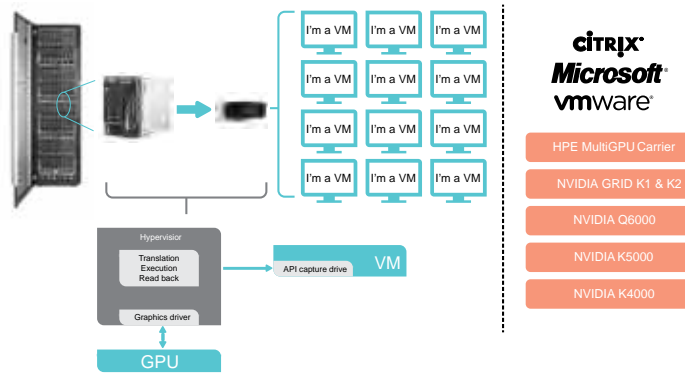 I'm a VM I'm a VM I'm a VM
I'm a VM I'm a VM I'm a VM
I'm a VM I'm a VM I'm a VM
I'm a VM I'm a VM I'm a VM
Hypervisior
Translation
Execution
Read back
Graphics driver
GPU
API capture drive
VM
CITRIX
Microsoft
vmware
HPE MultiGPU Carrier
NVIDIA GRID K1 & K2
NVIDIA Q6000
NVIDIA K5000
NVIDIA K4000